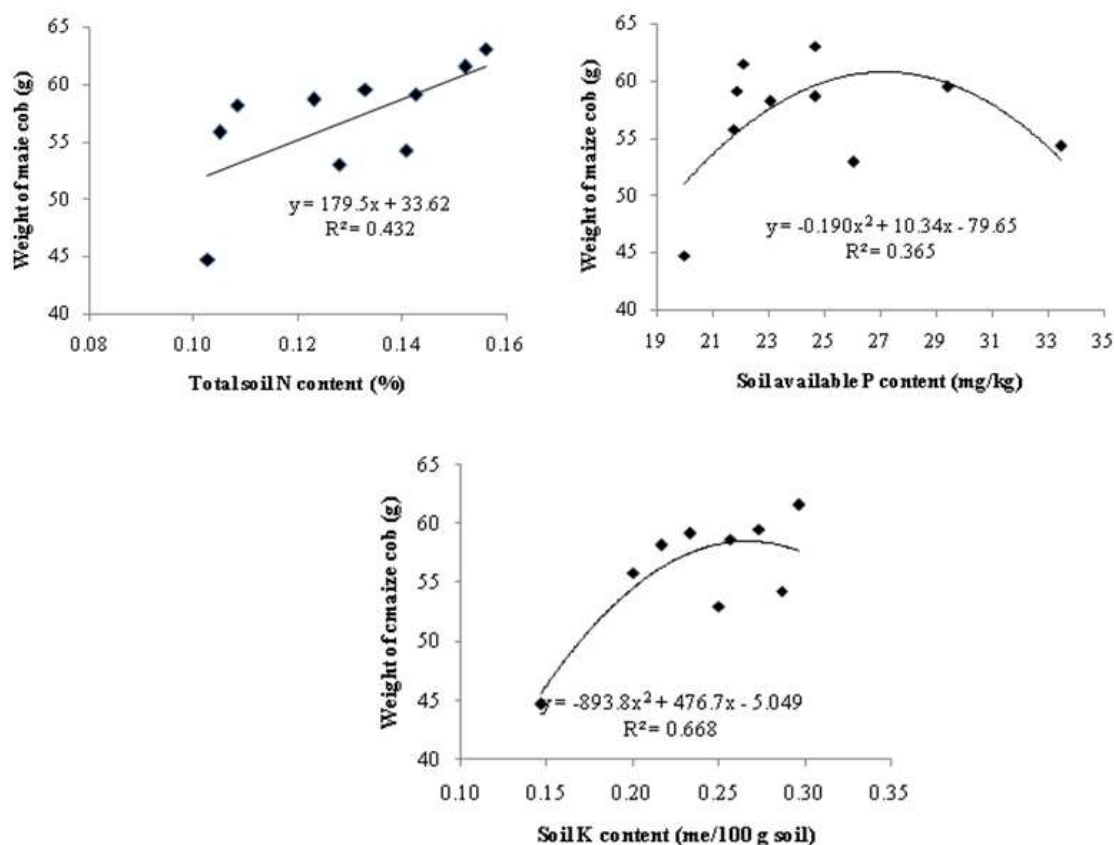 Weight of maie cob (g)
65
60
55
50
45
40
y = 179.5x + 33.62
R² = 0.432
0.08 0.10 0.12 0.14 0.16
Total soil N content (%)
Weight of maize cob (g)
65
60
55
50
45
40
y = -0.190x² + 10.34x - 79.65
R² = 0.365
19 21 23 25 27 29 31 33 35
Soil available P content (mg/kg)
Weight of cmaize cob (g)
65
60
55
50
45
40
y = -893.8x² + 476.7x - 5.049
R² = 0.668
0.10 0.15 0.20 0.25 0.30 0.35
Soil K content (me/100 g soil)